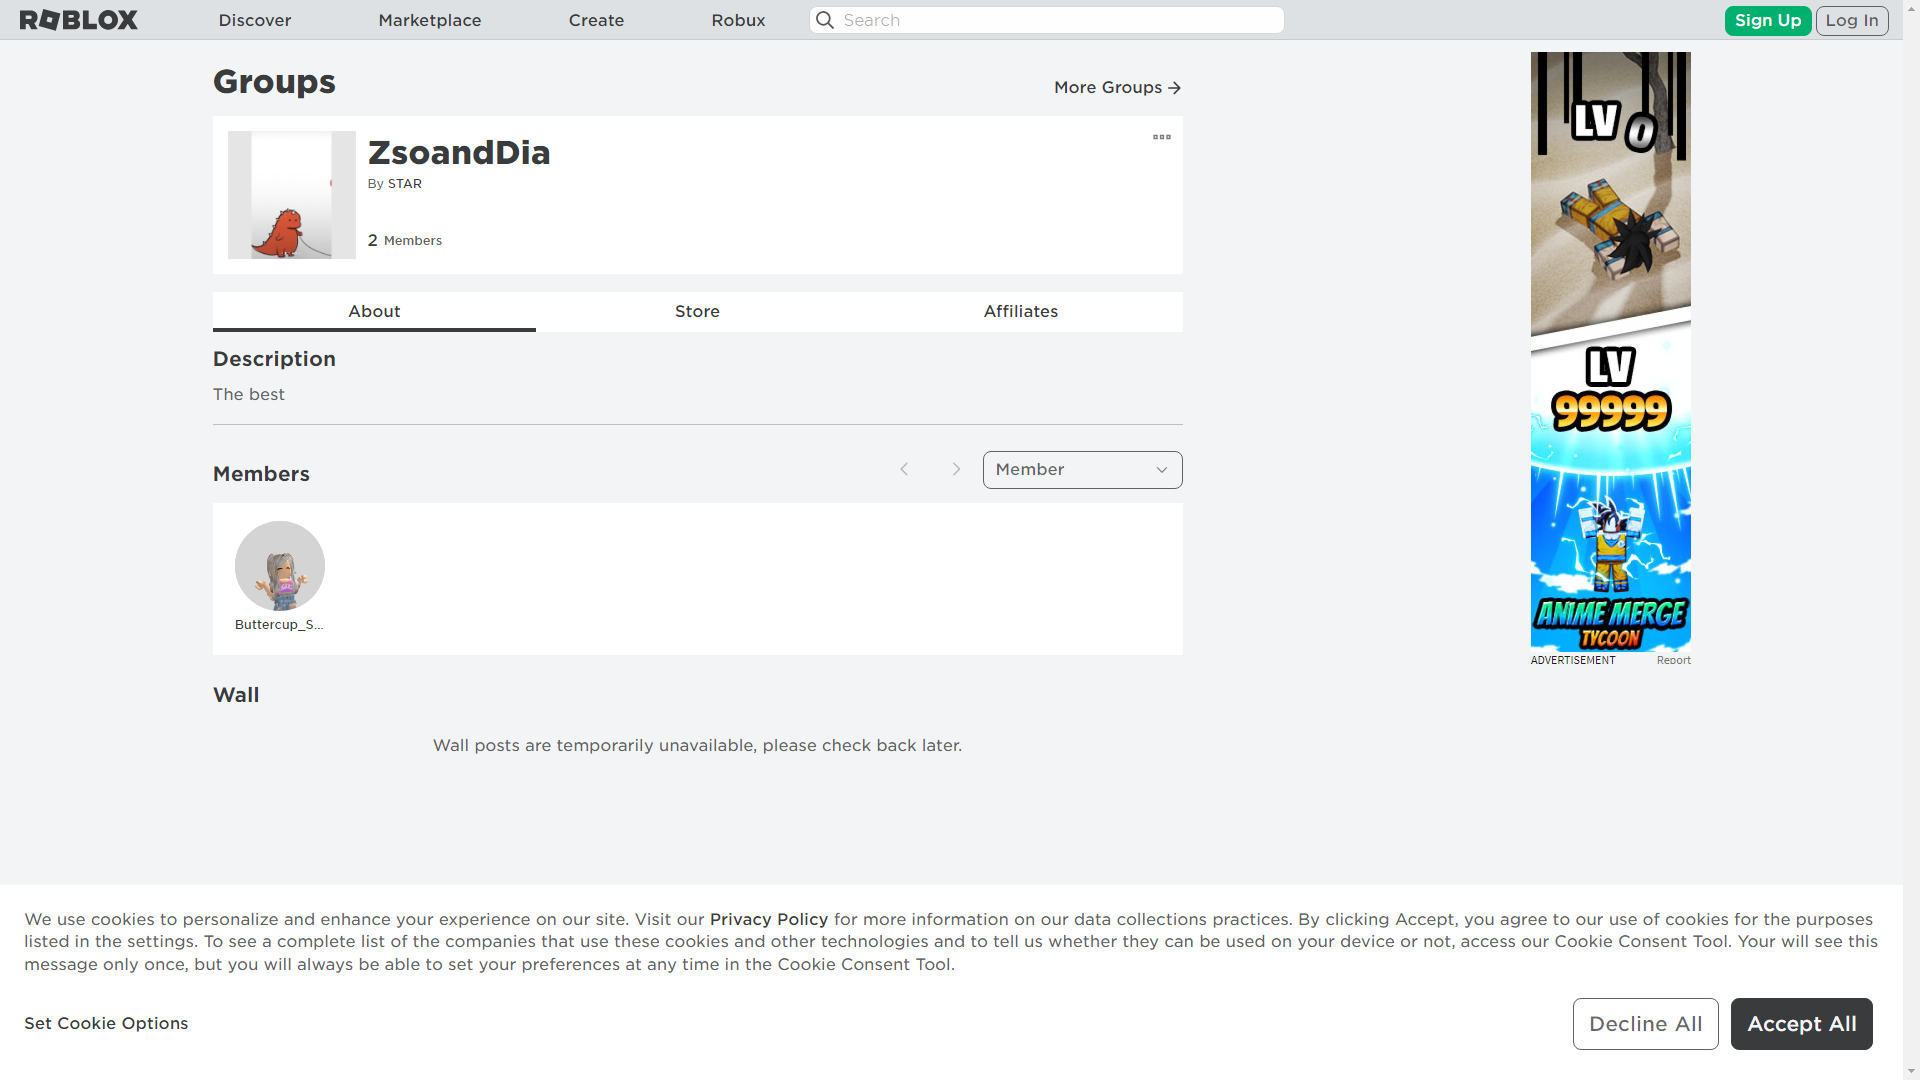 ROBLOX
Discover
Marketplace
Create
Robux
Search
Sign Up
Log In
Groups
More Groups
ZsoandDia
By STAR
2 Members
About
Store
Affiliates
Description
The best
Members
Member
Buttercup_S...
Wall
Wall posts are temporarily unavailable, please check back later.
LV 0
LV
99999
ANIME MERGE
TYCOON
ADVERTISEMENT
Report
We use cookies to personalize and enhance your experience on our site. Visit our Privacy Policy for more information on our data collections practices. By clicking Accept, you agree to our use of cookies for the purposes
listed in the settings. To see a complete list of the companies that use these cookies and other technologies and to tell us whether they can be used on your device or not, access our Cookie Consent Tool. Your will see this
message only once, but you will always be able to set your preferences at any time in the Cookie Consent Tool.
Set Cookie Options
Decline All
Accept All